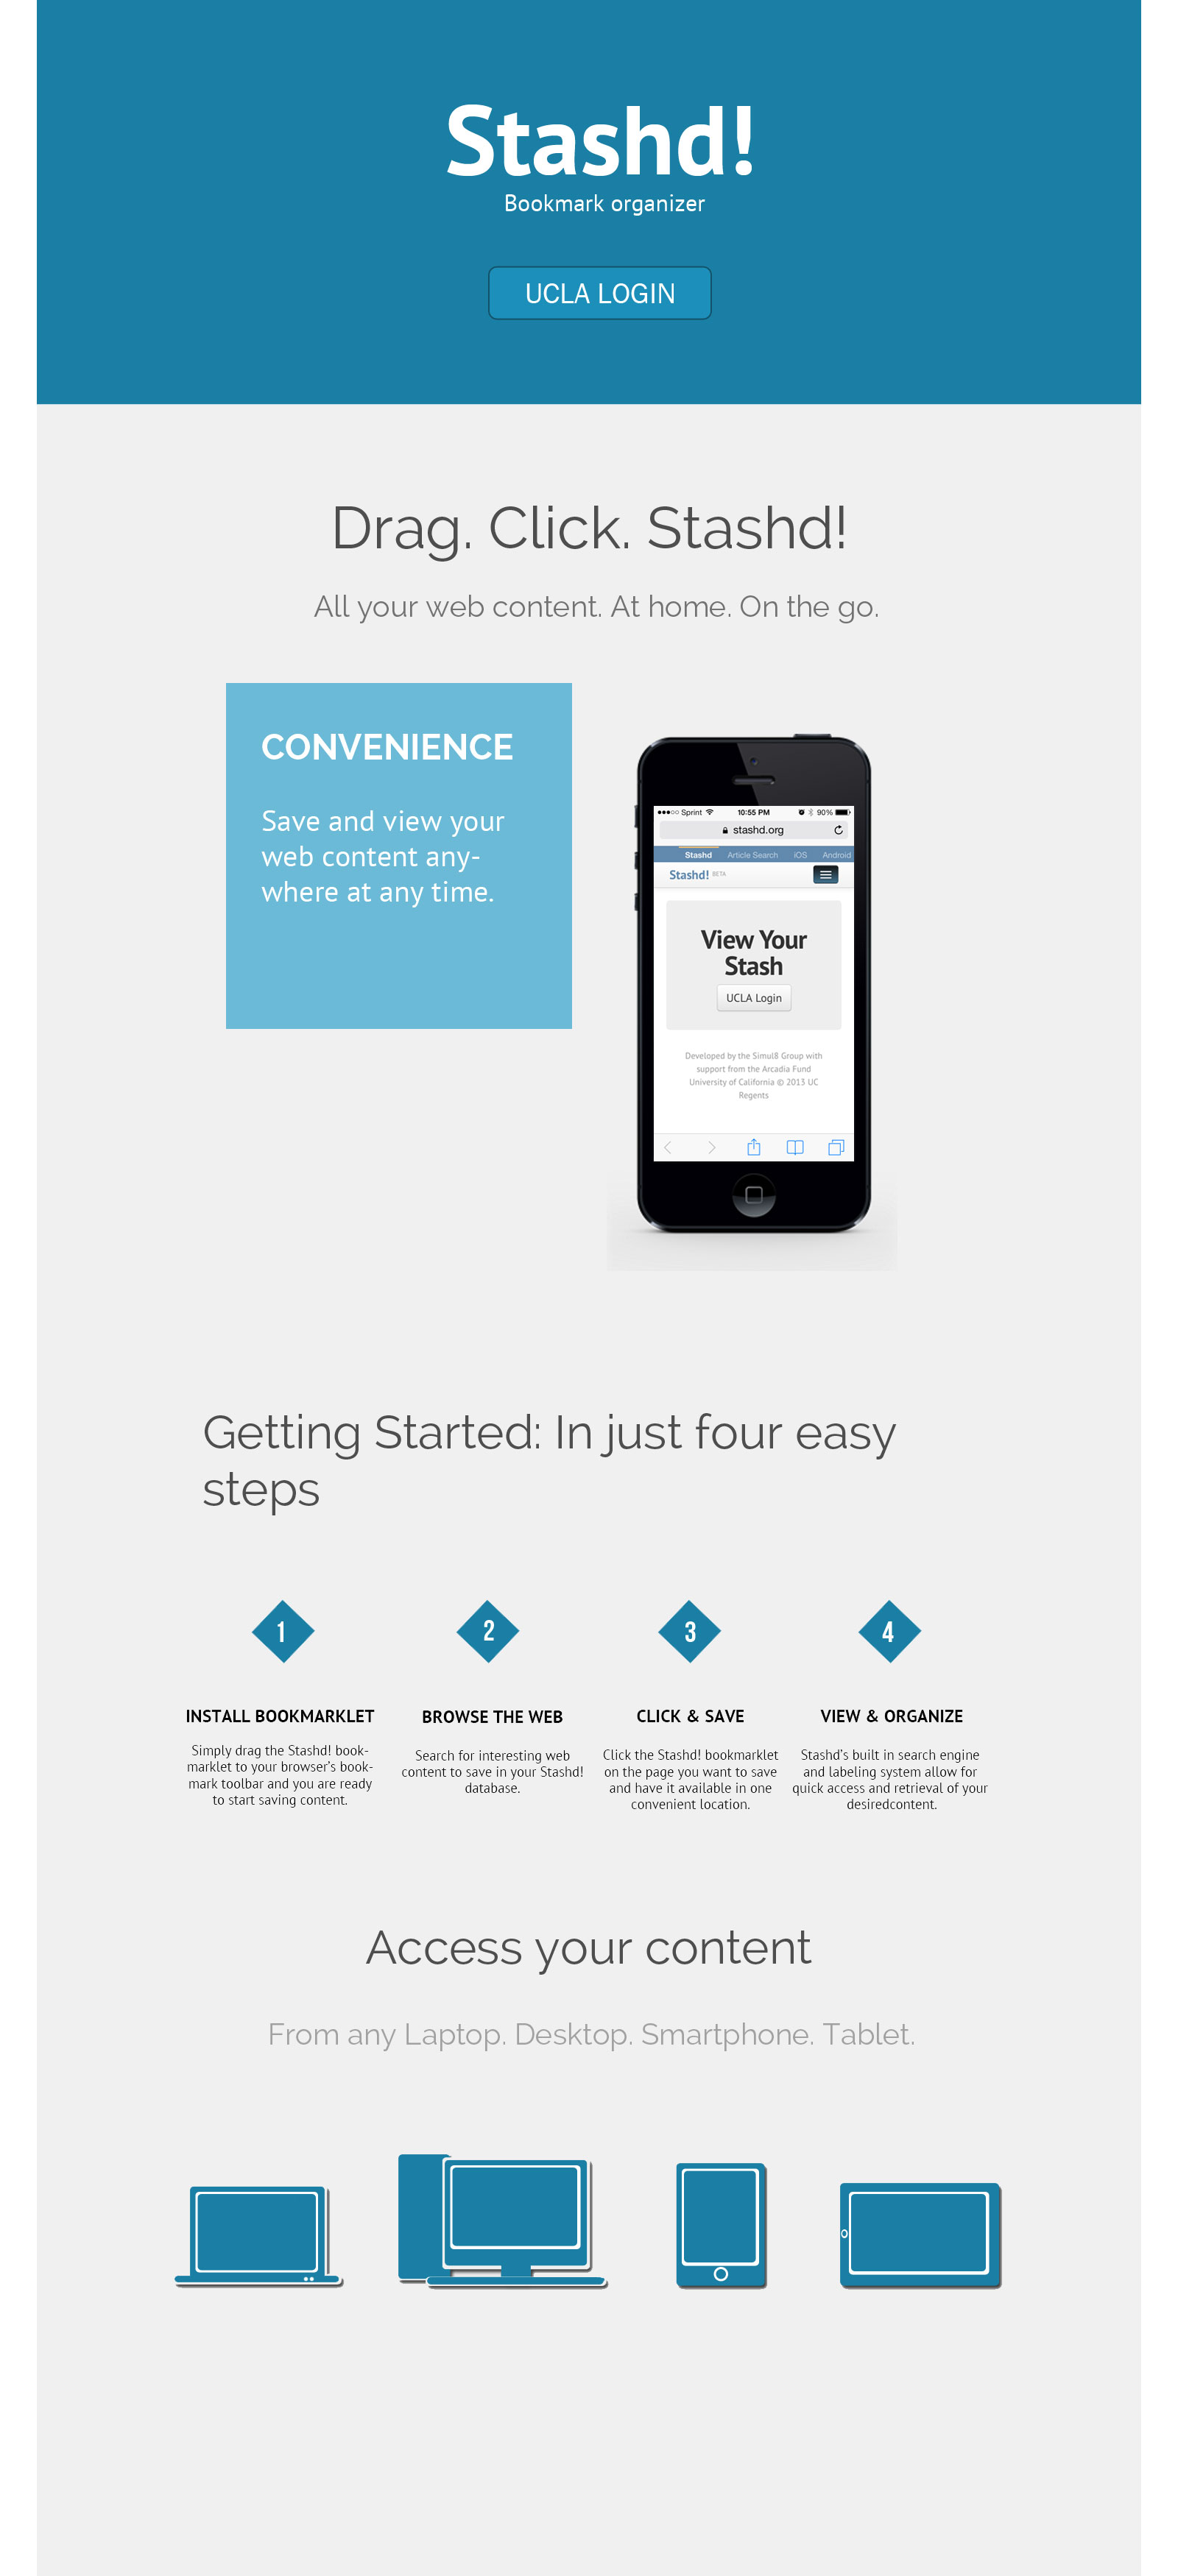 Stashd!
Bookmark organizer
UCLA LOGIN
Drag. Click. Stashd!
All your web content. At home. On the go.
CONVENIENCE
Save and view your
web content any-
where at any time.
Sprint 10:55 PM 90%
stashd.org
Stashd Article Search iOS Android
Stashd! BETA
View Your
Stash
UCLA Login
Developed by the Simul8 Group with
support from the Arcadia Fund
University of California © 2013 UC
Regents
Getting Started: In just four easy
steps
1
2
3
4
INSTALL BOOKMARKLET
Simply drag the Stashd! book-
marklet to your browser's book-
mark toolbar and you are ready
to start saving content.
BROWSE THE WEB
Search for interesting web
content to save in your Stashd!
database.
CLICK & SAVE
Click the Stashd! bookmarklet
on the page you want to save
and have it available in one
convenient location.
VIEW & ORGANIZE
Stashd's built in search engine
and labeling system allow for
quick access and retrieval of your
desiredcontent.
Access your content
From any Laptop. Desktop. Smartphone. Tablet.